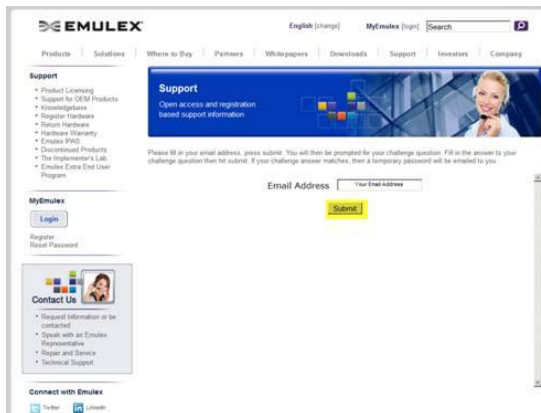 EMULEX
English [change]
MyEmulex [login]
Search
Products
Solutions
Where to Buy
Partners
Whitepapers
Downloads
Support
Investors
Company
Support
Product Licensing
Support for OEM Products
Knowledgebase
Register Hardware
Return Hardware
Hardware Warranty
Emulex IPAS
Discontinued Products
The Implementer's Lab
Emulex Extra End User
Program
MyEmulex
Login
Register
Reset Password
Contact Us
Request Information or be
contacted
Speak with an Emulex
Representative
Repair and Service
Technical Support
Connect with Emulex
Twitter
LinkedIn
Support
Open access and registration
based support information
Please fill in your email address, press submit. You will then be prompted for your challenge question. Fill in the answer to your
challenge question then hit submit. If your challenge answer matches, then a temporary password will be emailed to you.
Email Address
Your Email Address
Submit